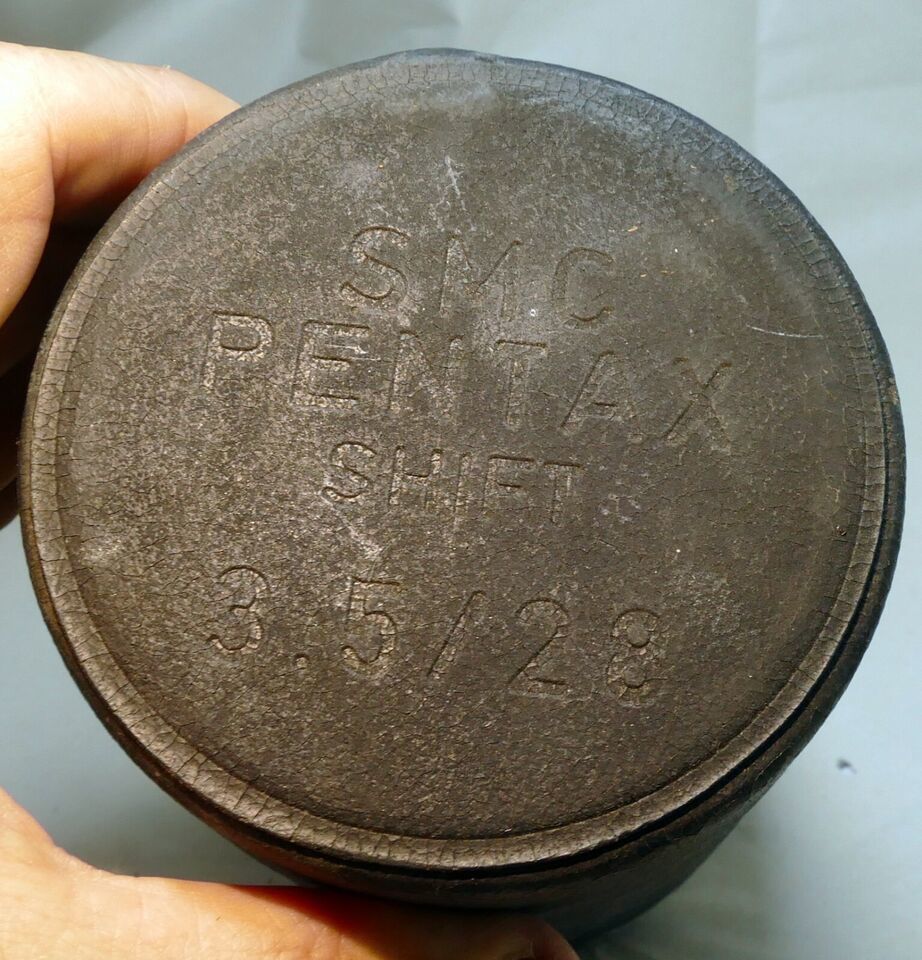 SMC
PENTAX
SHIFT
3.5/28